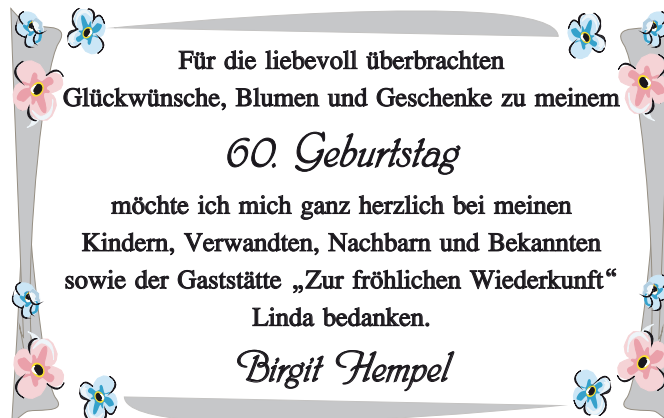 Für die liebevoll überbrachten
Glückwünsche, Blumen und Geschenke zu meinem
60. Geburtstag
möchte ich mich ganz herzlich bei meinen
Kindern, Verwandten, Nachbarn und Bekannten
sowie der Gaststätte „Zur fröhlichen Wiederkunft“
Linda bedanken.
Birgit Hempel